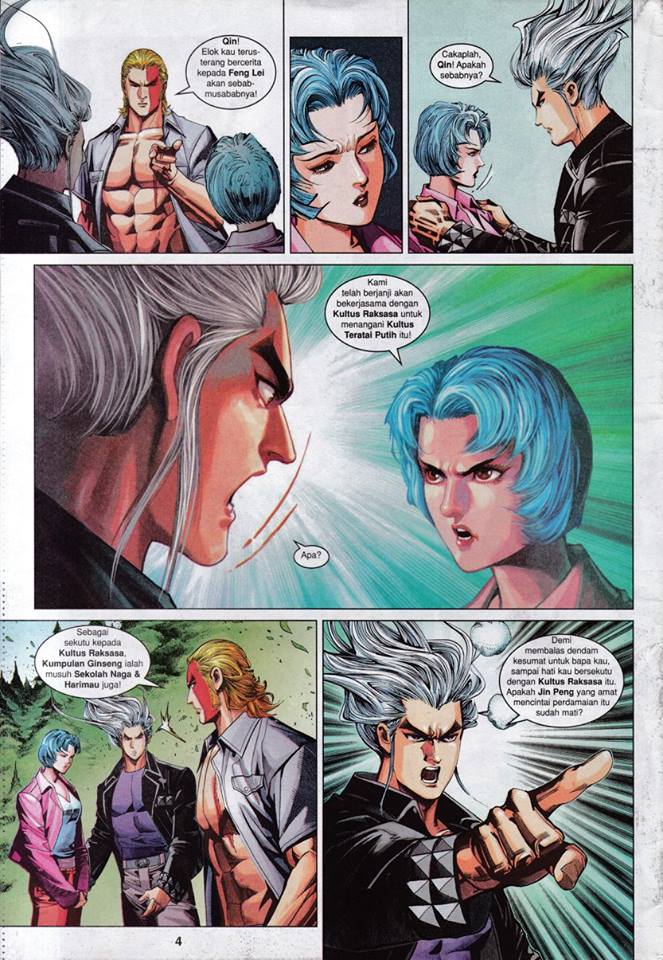 Qin!
Elok kau terus-
terang bercerita
kepada Feng Lei
akan sebab-
musababnya!
Cakaplah,
Qin! Apakah
sebabnya?
Kami
telah berjanji akan
bekerjasama dengan
Kultus Raksasa untuk
menangani Kultus
Teratai Putih itu!
Apa?
Sebagai
sekutu kepada
Kultus Raksasa,
Kumpulan Ginseng ialah
musuh Sekolah Naga &
Harimau juga!
Demi
membalas dendam
kesumat untuk bapa kau,
sampai hati kau bersekutu
dengan Kultus Raksasa itu.
Apakah Jin Peng yang amat
mencintai perdamaian itu
sudah mati?
4